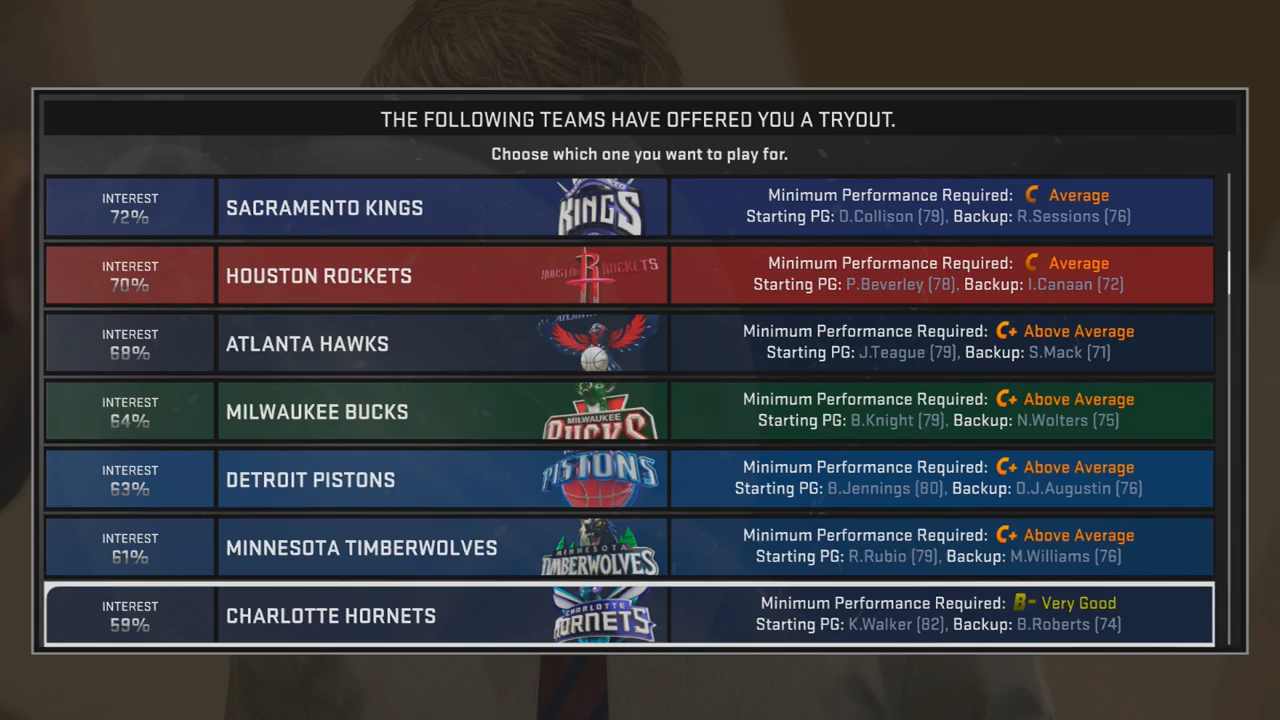 THE FOLLOWING TEAMS HAVE OFFERED YOU A TRYOUT.
Choose which one you want to play for.
INTEREST
72%
SACRAMENTO KINGS
KINGS
Minimum Performance Required: C Average
Starting PG: D.Collison (79), Backup: R.Sessions (76)
INTEREST
70%
HOUSTON ROCKETS
HOUSTON R ROCKETS
Minimum Performance Required: C Average
Starting PG: P.Beverley (78), Backup: I.Canaan (72)
INTEREST
68%
ATLANTA HAWKS
Minimum Performance Required: C+ Above Average
Starting PG: J.Teague (79), Backup: S.Mack (71)
INTEREST
64%
MILWAUKEE BUCKS
MILWAUKEE
BUCKS
Minimum Performance Required: C+ Above Average
Starting PG: B.Knight (79), Backup: N.Wolters (75)
INTEREST
63%
DETROIT PISTONS
PISTONS
Minimum Performance Required: C+ Above Average
Starting PG: B.Jennings (80), Backup: D.J.Augustin (76)
INTEREST
61%
MINNESOTA TIMBERWOLVES
MINNESOTA
TIMBERWOLVES
Minimum Performance Required: C+ Above Average
Starting PG: R.Rubio (79), Backup: M.Williams (76)
INTEREST
59%
CHARLOTTE HORNETS
CHARLOTTE
HORNETS
Minimum Performance Required: B- Very Good
Starting PG: K.Walker (82), Backup: B.Roberts (74)